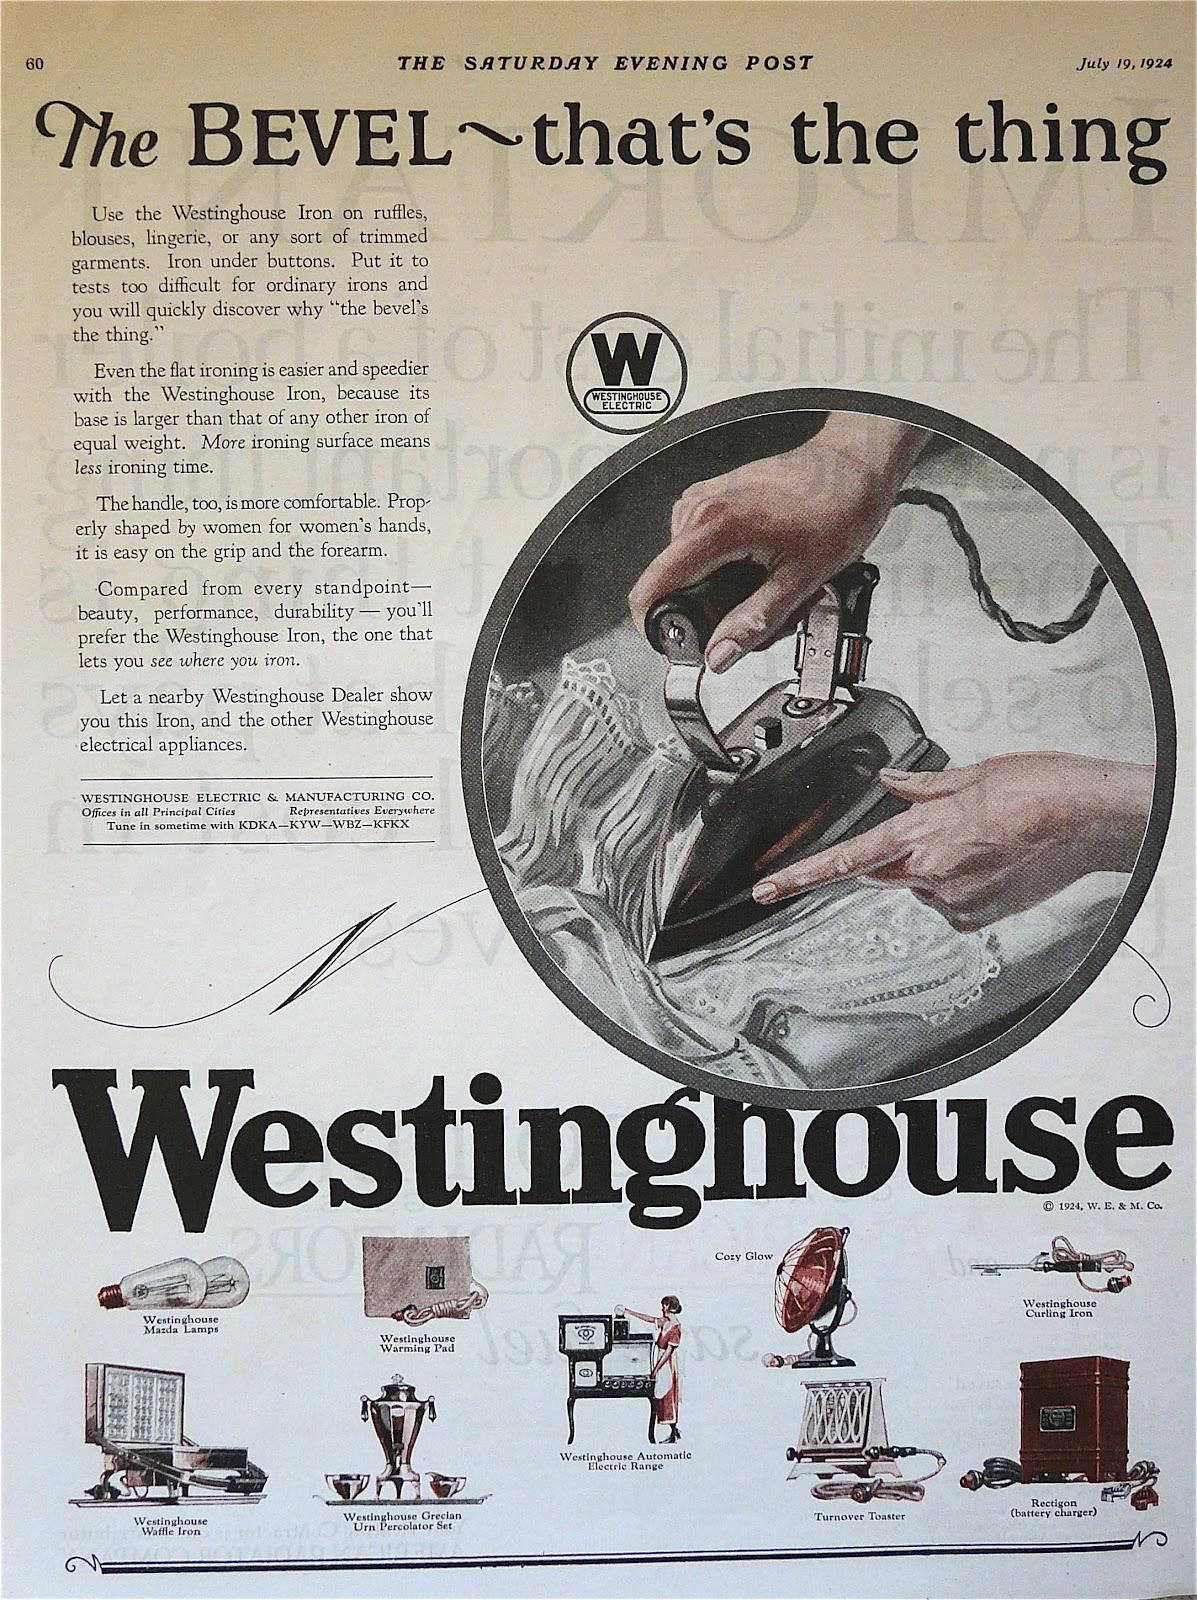 60
THE SATURDAY EVENING POST
July 19, 1924
The BEVEL~that's the thing
Use the Westinghouse Iron on ruffles,
blouses, lingerie, or any sort of trimmed
garments. Iron under buttons. Put it to
tests too difficult for ordinary irons and
you will quickly discover why "the bevel's
the thing."
Even the flat ironing is easier and speedier
with the Westinghouse Iron, because its
base is larger than that of any other iron of
equal weight. More ironing surface means
less ironing time.
The handle, too, is more comfortable. Prop-
erly shaped by women for women's hands,
it is easy on the grip and the forearm.
Compared from every standpoint—
beauty, performance, durability — you'll
prefer the Westinghouse Iron, the one that
lets you see where you iron.
Let a nearby Westinghouse Dealer show
you this Iron, and the other Westinghouse
electrical appliances.
WESTINGHOUSE ELECTRIC & MANUFACTURING CO.
Offices in all Principal Cities Representatives Everywhere
Tune in sometime with KDKA—KYW—WBZ—KFKX
W
WESTINGHOUSE
ELECTRIC
Westinghouse
© 1924, W. E. & M. Co.
Westinghouse
Mazda Lamps
Westinghouse
Warming Pad
Cozy Glow
Westinghouse
Curling Iron
Westinghouse Automatic
Electric Range
Westinghouse
Waffle Iron
Westinghouse Grecian
Urn Percolator Set
Turnover Toaster
Rectigon
(battery charger)